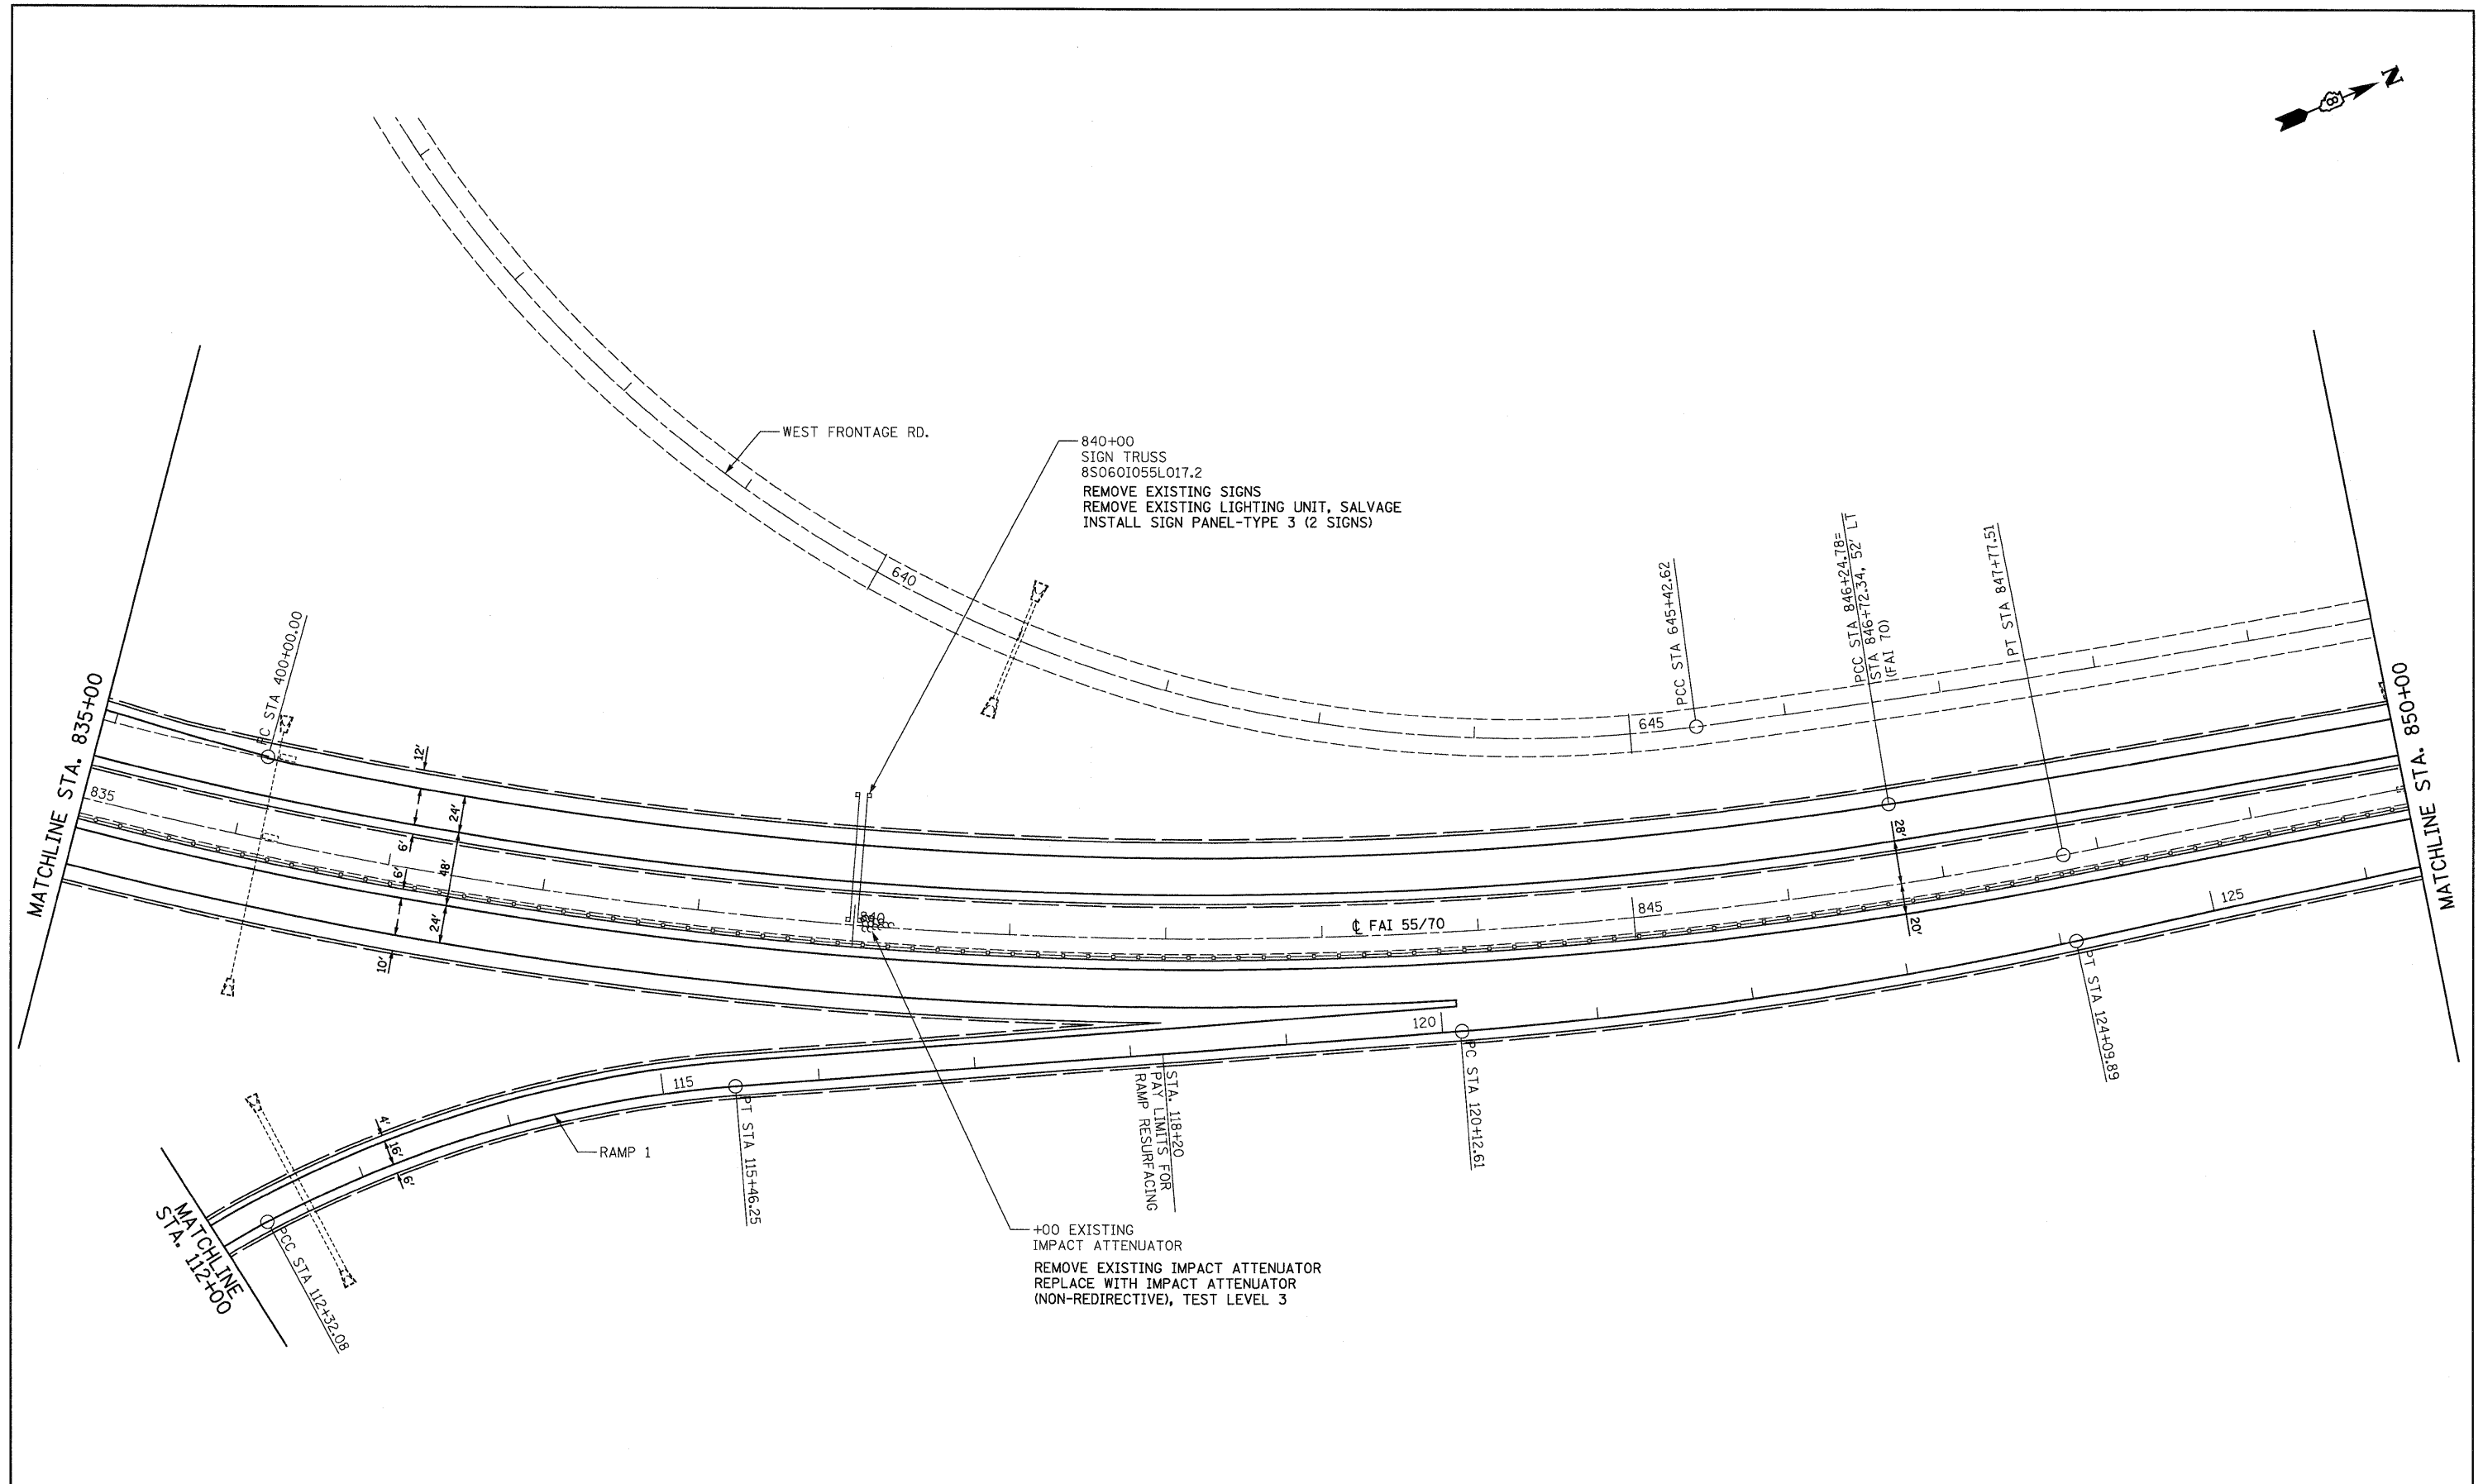 N
8
WEST FRONTAGE RD.
840+00
SIGN TRUSS
8S060I055L017.2
REMOVE EXISTING SIGNS
REMOVE EXISTING LIGHTING UNIT, SALVAGE
INSTALL SIGN PANEL-TYPE 3 (2 SIGNS)
640
PCC STA 645+42.62
PCC STA 846+24.78=
STA 846+72.34, 52' LT
(FAI 70)
PT STA 847+77.51
PC STA 400+00.00
MATCHLINE STA. 835+00
MATCHLINE STA. 850+00
645
12'
24'
835
6'
48'
6'
24'
10'
840
℄ FAI 55/70
845
28'
20'
125
120
PC STA 120+12.61
PT STA 124+09.89
115
PT STA 115+46.25
STA. 118+20
PAY LIMITS FOR
RAMP RESURFACING
4'
16'
6'
RAMP 1
MATCHLINE
STA. 112+00
PCC STA 112+32.08
+00 EXISTING
IMPACT ATTENUATOR
REMOVE EXISTING IMPACT ATTENUATOR
REPLACE WITH IMPACT ATTENUATOR
(NON-REDIRECTIVE), TEST LEVEL 3